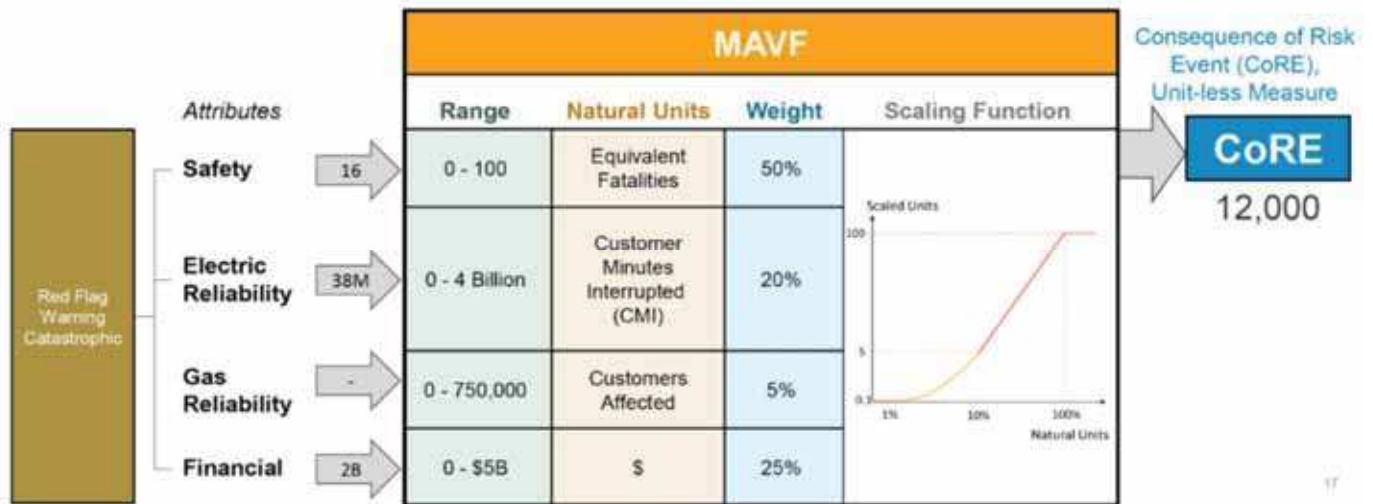 MAVF
Consequence of Risk
Event (CoRE),
Unit-less Measure
Attributes
Range
Natural Units
Weight
Scaling Function
CoRE
12,000
Red Flag
Warning
Catastrophic
Safety
16
0 - 100
Equivalent
Fatalities
50%
Electric
Reliability
38M
0 - 4 Billion
Customer
Minutes
Interrupted
(CMI)
20%
Gas
Reliability
-
0 - 750,000
Customers
Affected
5%
Financial
2B
0 - $5B
$
25%
Scaled Units
100
5
0.1
1%
10%
100%
Natural Units
17